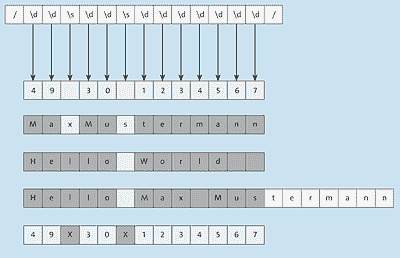 / \d \d \s \d \d \s \d \d \d \d \d \d \d /
4 9 3 0 1 2 3 4 5 6 7
M a x M u s t e r m a n n
H e l l o W o r l d
H e l l o M a x M u s t e r m a n n
4 9 X 3 0 X 1 2 3 4 5 6 7